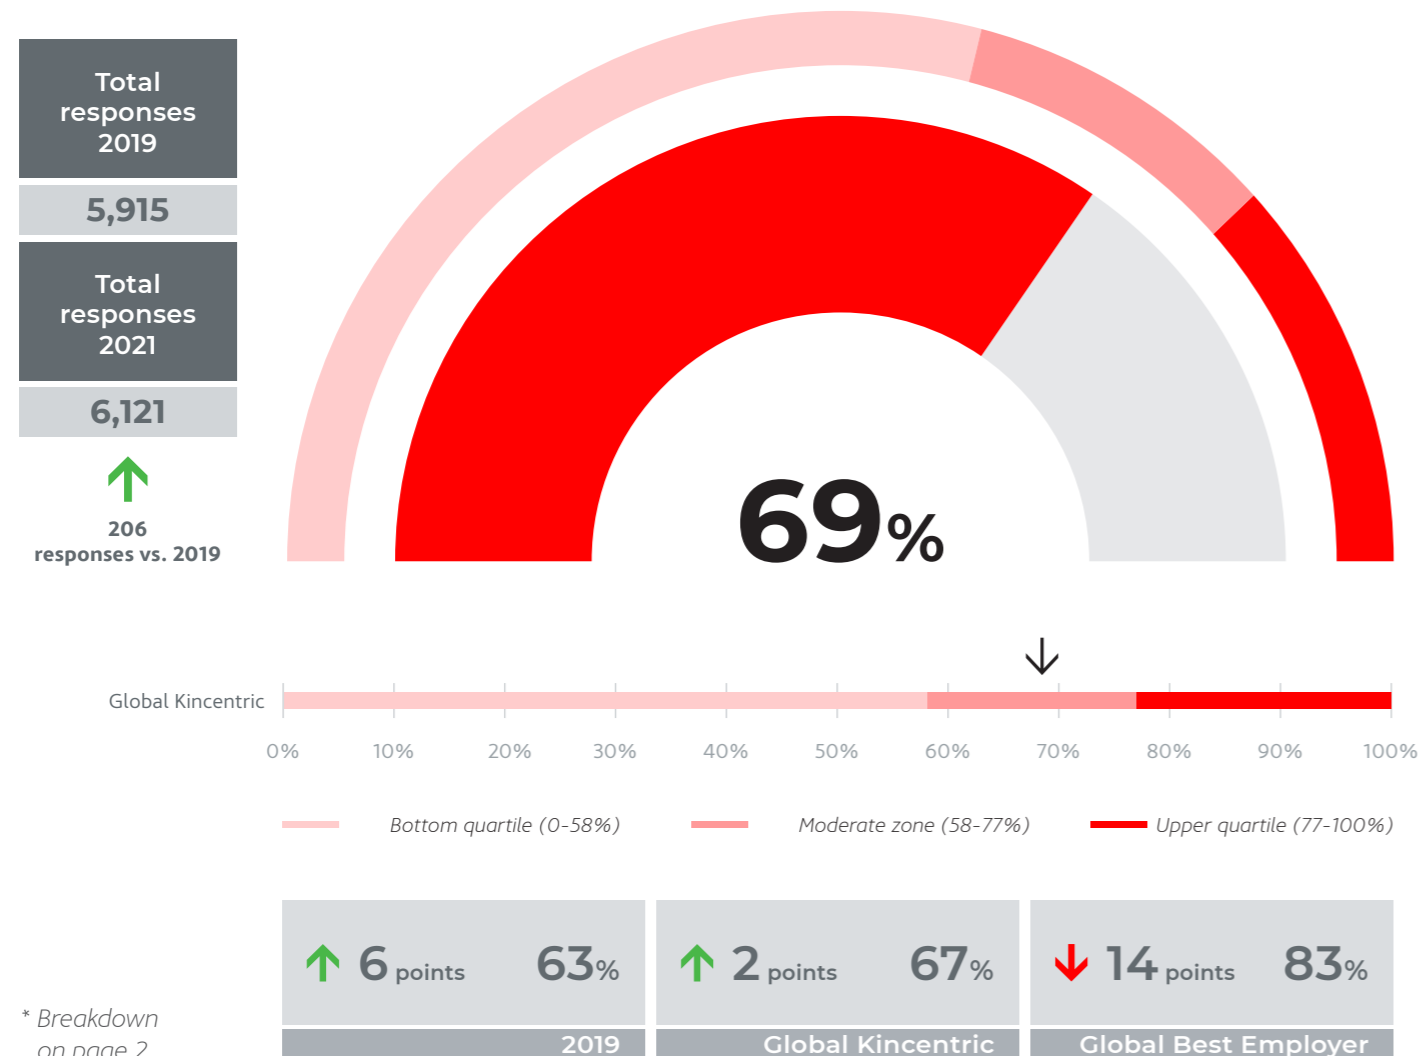 Total
responses
2019
5,915
Total
responses
2021
6,121
206
responses vs. 2019
69%
Global Kincentric
0% 10% 20% 30% 40% 50% 60% 70% 80% 90% 100%
Bottom quartile (0-58%) Moderate zone (58-77%) Upper quartile (77-100%)
6 points 63%
2019
2 points 67%
Global Kincentric
14 points 83%
Global Best Employer
* Breakdown
on page 2